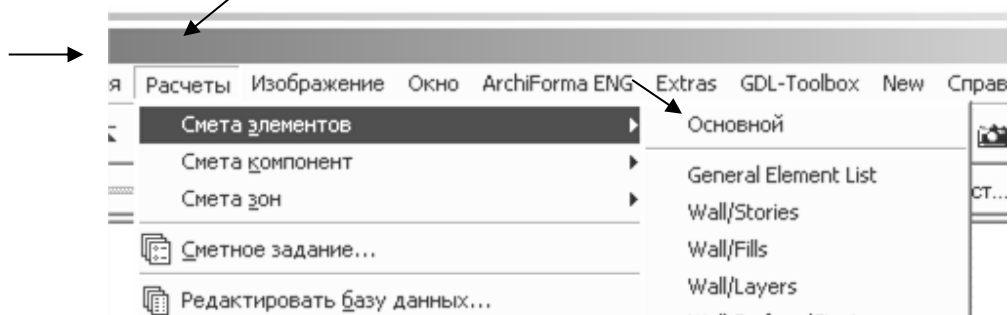 я Расчеты Изображение Окно ArchiForma ENG Extras GDL-Toolbox New Справ
Смета элементов
Основной
Смета компонент
General Element List
Смета зон
ст...
Wall/Stories
Сметное задание...
Wall/Fills
Wall/Layers
Редактировать базу данных...